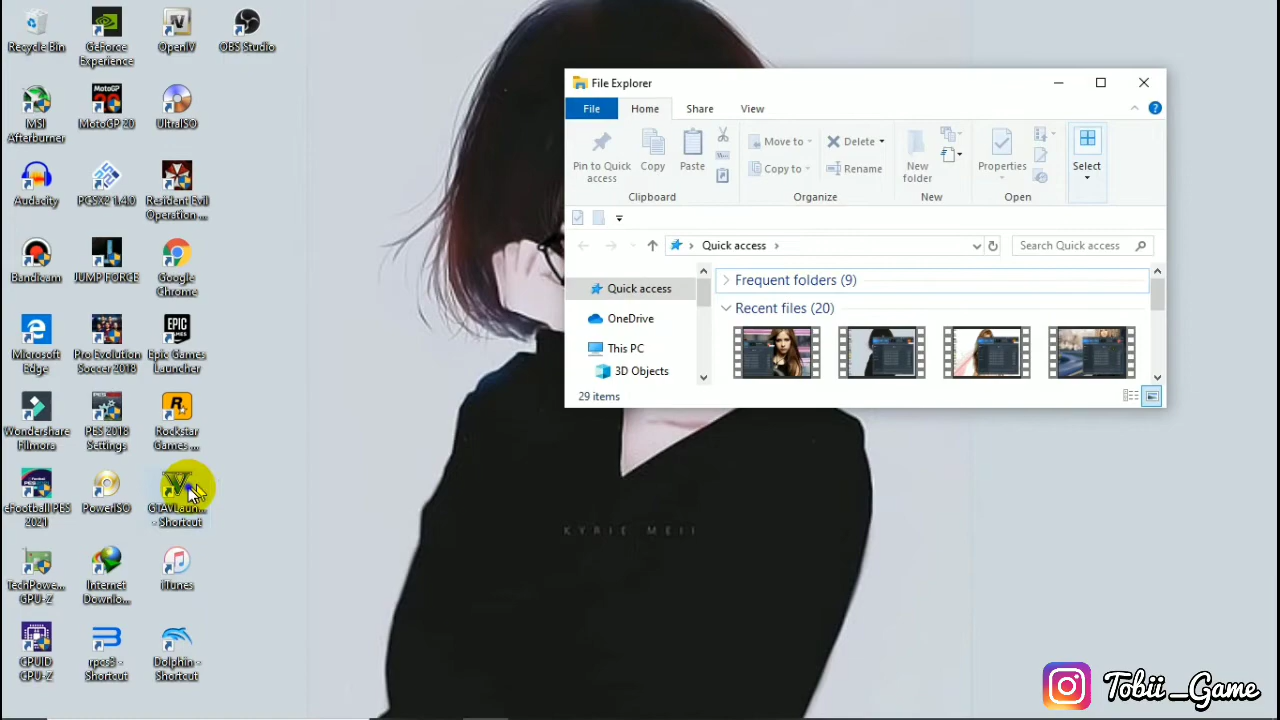 Recycle Bin
GeForce
Experience
OpenIV
OBS Studio
MSI
Afterburner
MotoGP 20
UltraISO
Audacity
PCSX2 1.4.0
Resident Evil
Operation ...
Bandicam
JUMP FORCE
Google
Chrome
Microsoft
Edge
Pro Evolution
Soccer 2018
EPIC
GAMES
Epic Games
Launcher
Wondershare
Filmora
PES 2018
Settings
Rockstar
Games ...
eFootball PES
2021
PowerISO
GTAVLaun...
- Shortcut
TechPowe...
GPU-Z
Internet
Downlo...
iTunes
CPUID
CPU-Z
rpcs3 -
Shortcut
Dolphin -
Shortcut
File Explorer
File
Home
Share
View
Pin to Quick
access
Copy
Paste
Move to
Copy to
Delete
Rename
New
folder
Properties
Select
Clipboard
Organize
New
Open
Quick access
Search Quick access
Quick access
OneDrive
This PC
3D Objects
Frequent folders (9)
Recent files (20)
29 items
KYRIE MEII
Tobii_Game